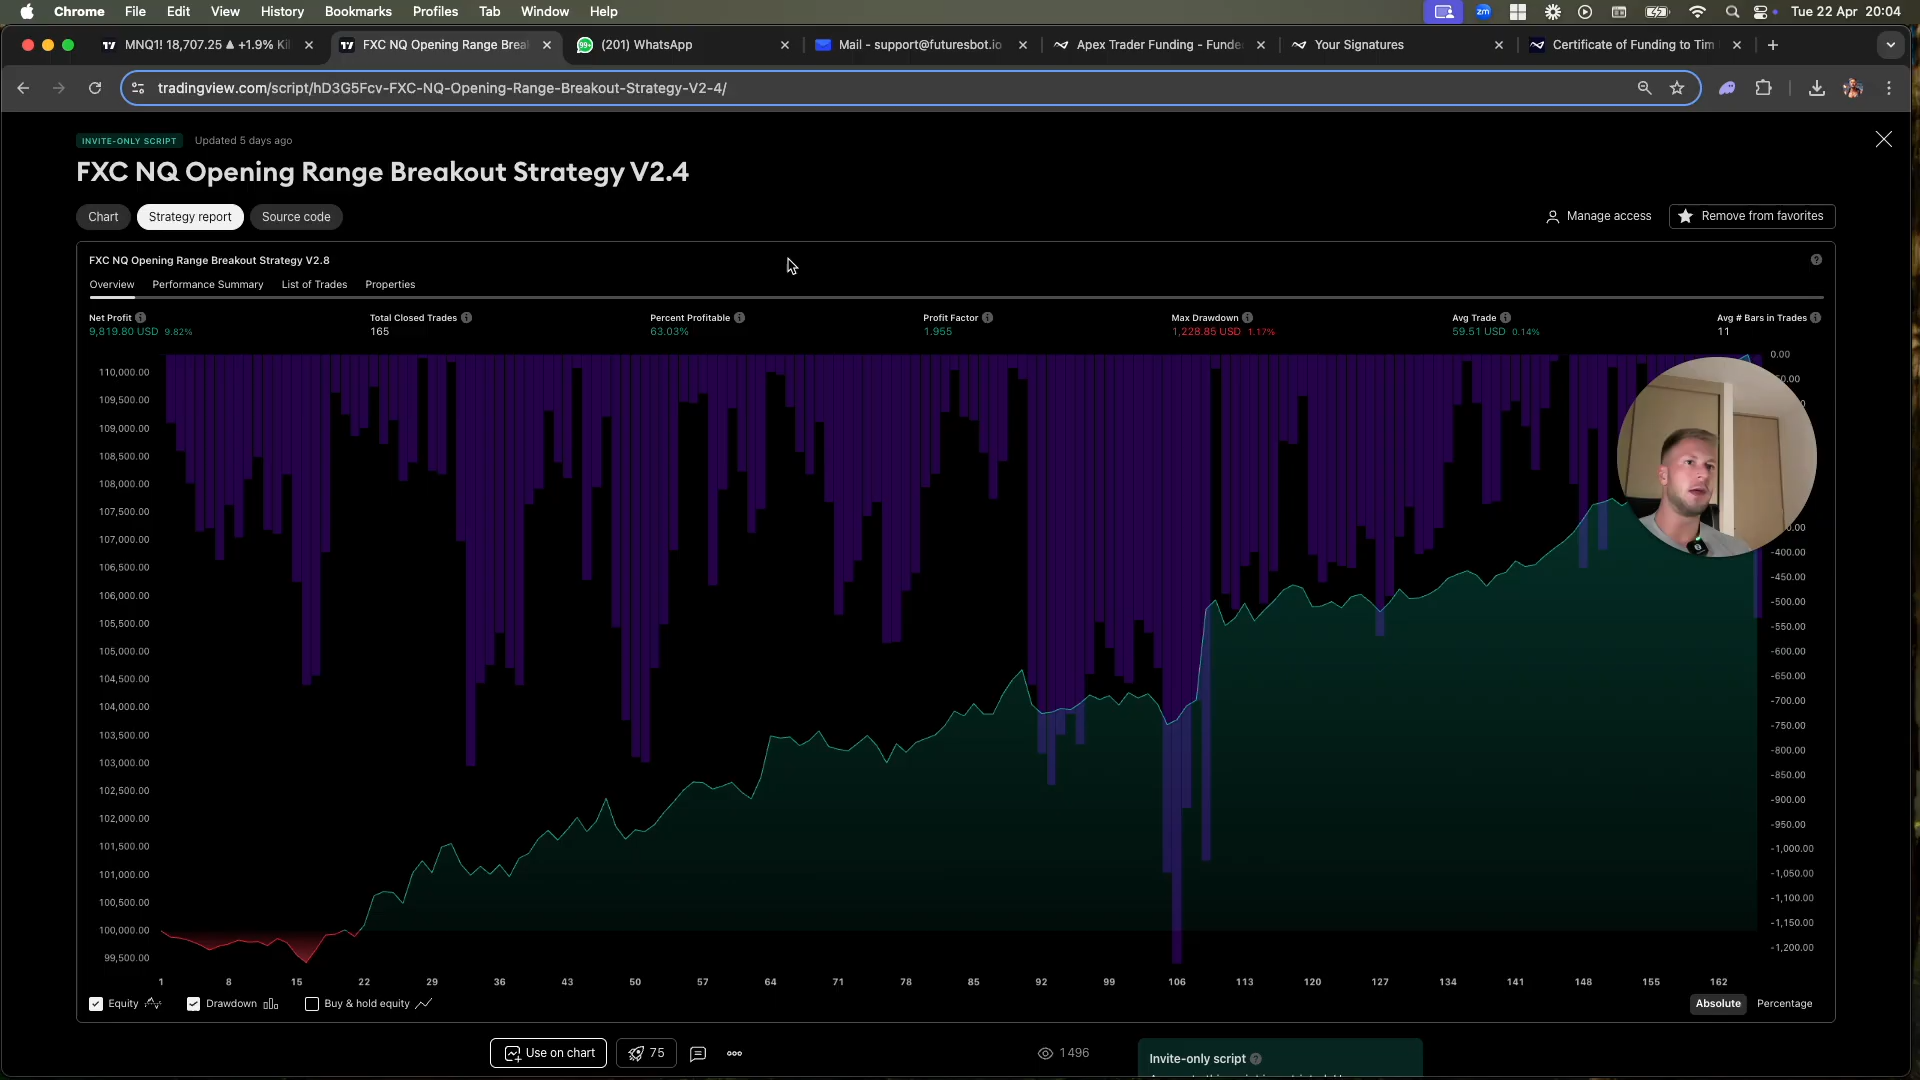 Chrome File Edit View History Bookmarks Profiles Tab Window Help zm Tue 22 Apr 20:04
MNQ1! 18,707.25 ▲ +1.9% Kil FXC NQ Opening Range Brea 99+ (201) WhatsApp Mail - support@futuresbot.io Apex Trader Funding - Funde Your Signatures Certificate of Funding to Tim
tradingview.com/script/hD3G5Fcv-FXC-NQ-Opening-Range-Breakout-Strategy-V2-4/
INVITE-ONLY SCRIPT Updated 5 days ago
FXC NQ Opening Range Breakout Strategy V2.4
Chart Strategy report Source code Manage access Remove from favorites
FXC NQ Opening Range Breakout Strategy V2.8
Overview Performance Summary List of Trades Properties
Net Profit Total Closed Trades Percent Profitable Profit Factor Max Drawdown Avg Trade Avg # Bars in Trades
9,819.80 USD 9.82% 165 63.03% 1.955 1,228.85 USD 1.17% 59.51 USD 0.14% 11
0.00
110,000.00
109,500.00
109,000.00
108,500.00
108,000.00
107,500.00
107,000.00 -400.00
106,500.00 -450.00
106,000.00 -500.00
105,500.00 -550.00
105,000.00 -600.00
104,500.00 -650.00
104,000.00 -700.00
103,500.00 -750.00
103,000.00 -800.00
102,500.00 -850.00
102,000.00 -900.00
101,500.00 -950.00
101,000.00 -1,000.00
100,500.00 -1,050.00
100,000.00 -1,100.00
99,500.00 -1,150.00
-1,200.00
1 8 15 22 29 36 43 50 57 64 71 78 85 92 99 106 113 120 127 134 141 148 155 162
Equity Drawdown Buy & hold equity Absolute Percentage
Use on chart 75 1 496 Invite-only script